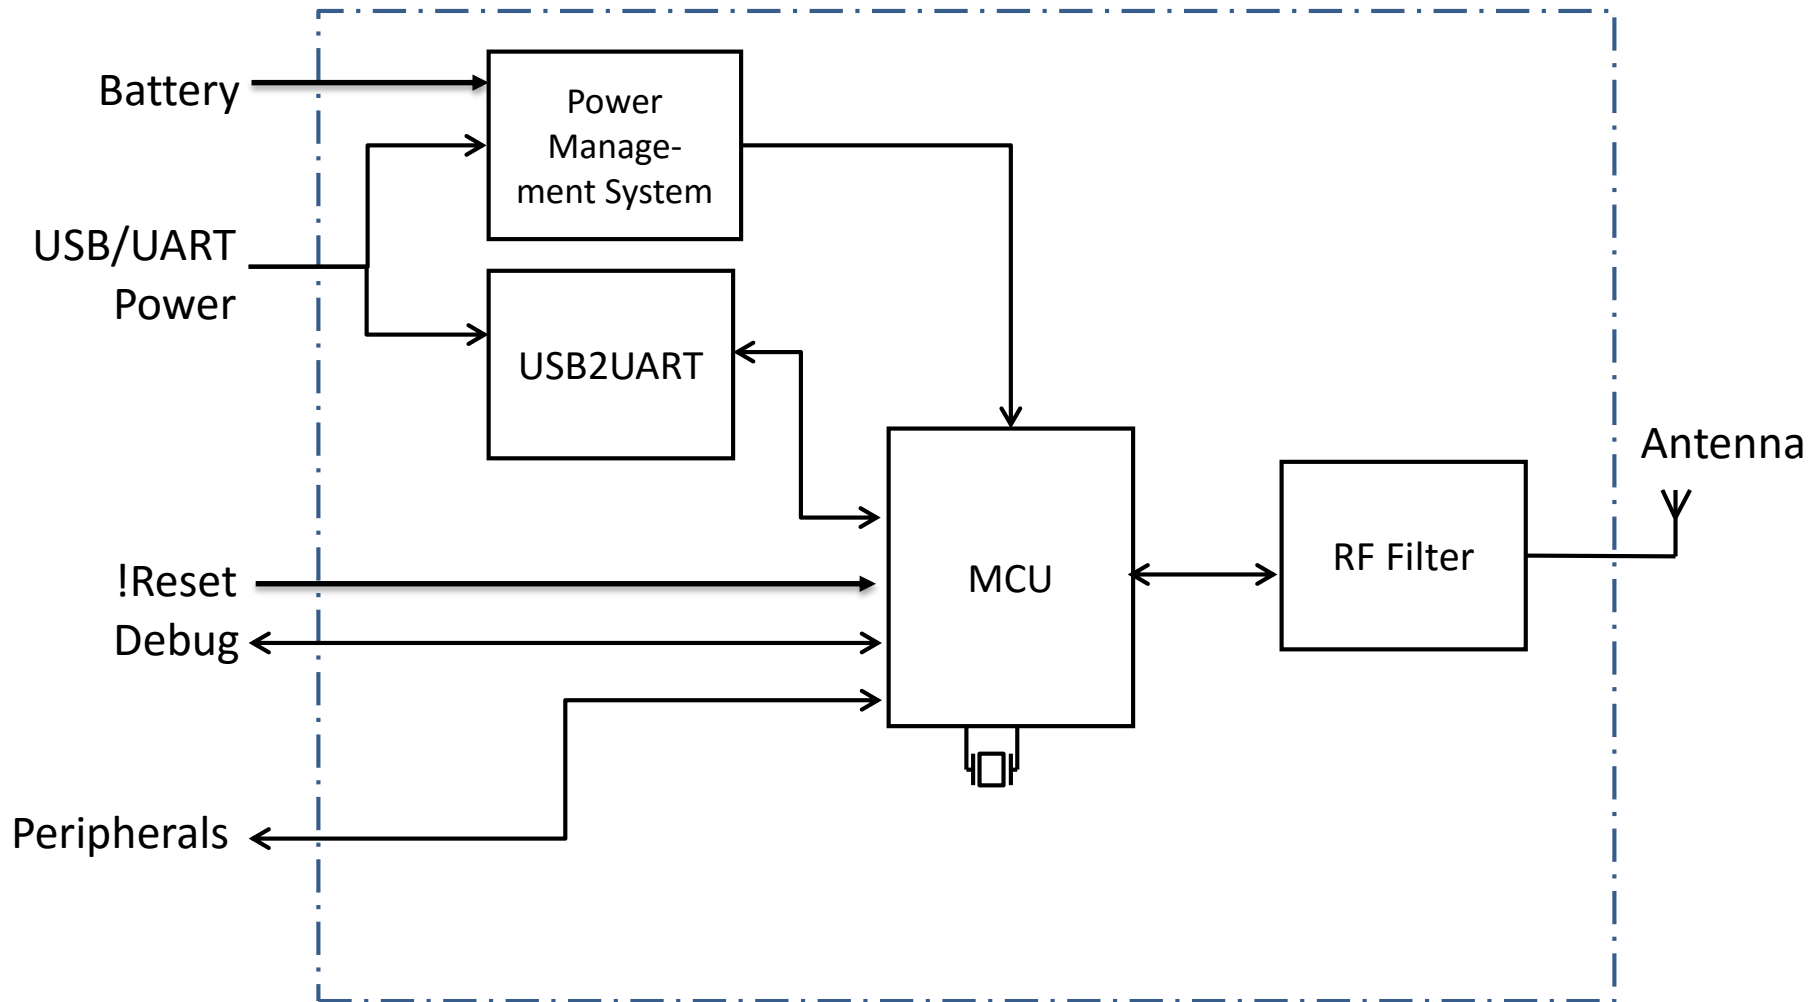 Battery
Power
Manage-
ment System
USB/UART
Power
USB2UART
Antenna
!Reset
MCU
RF Filter
Debug
Peripherals